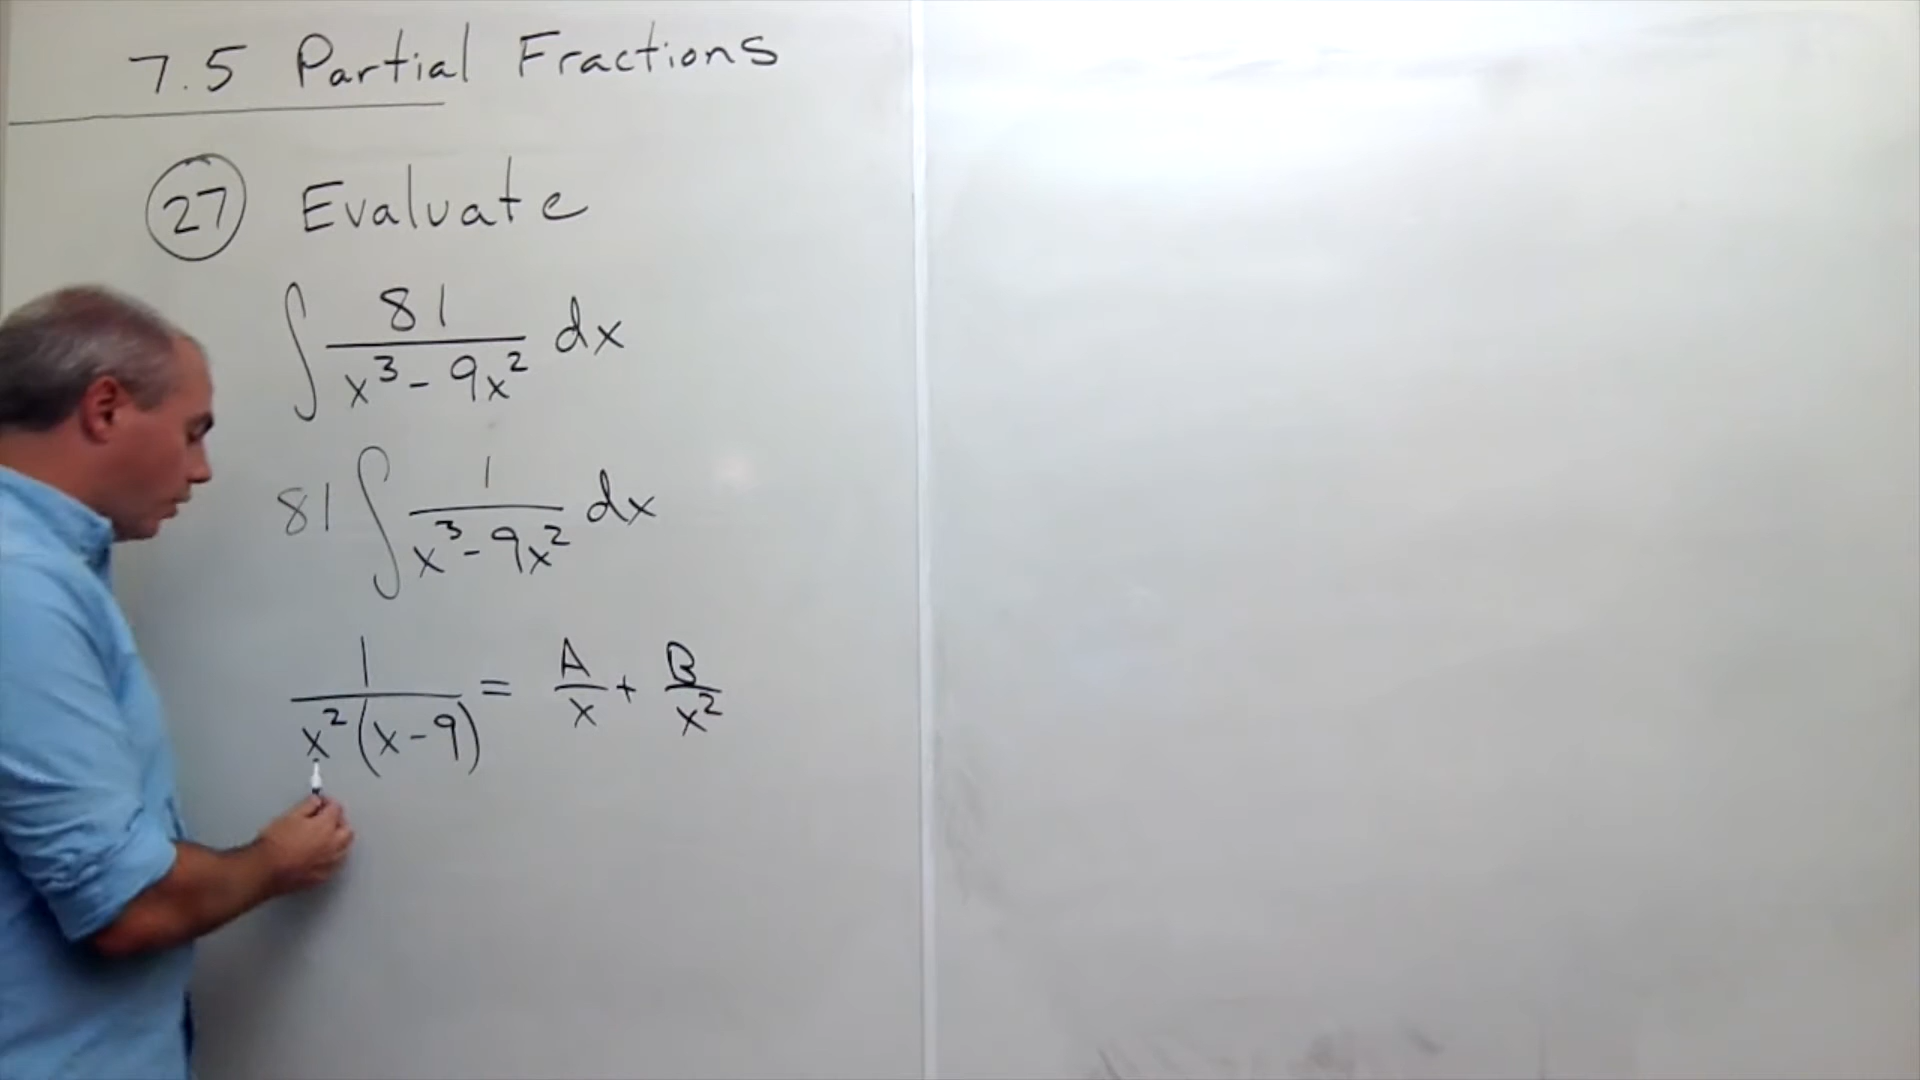 7.5 Partial Fractions
27 Evaluate
∫ 81/(x³ - 9x²) dx
81 ∫ 1/(x³ - 9x²) dx
1/(x²(x-9)) = A/x + B/x²